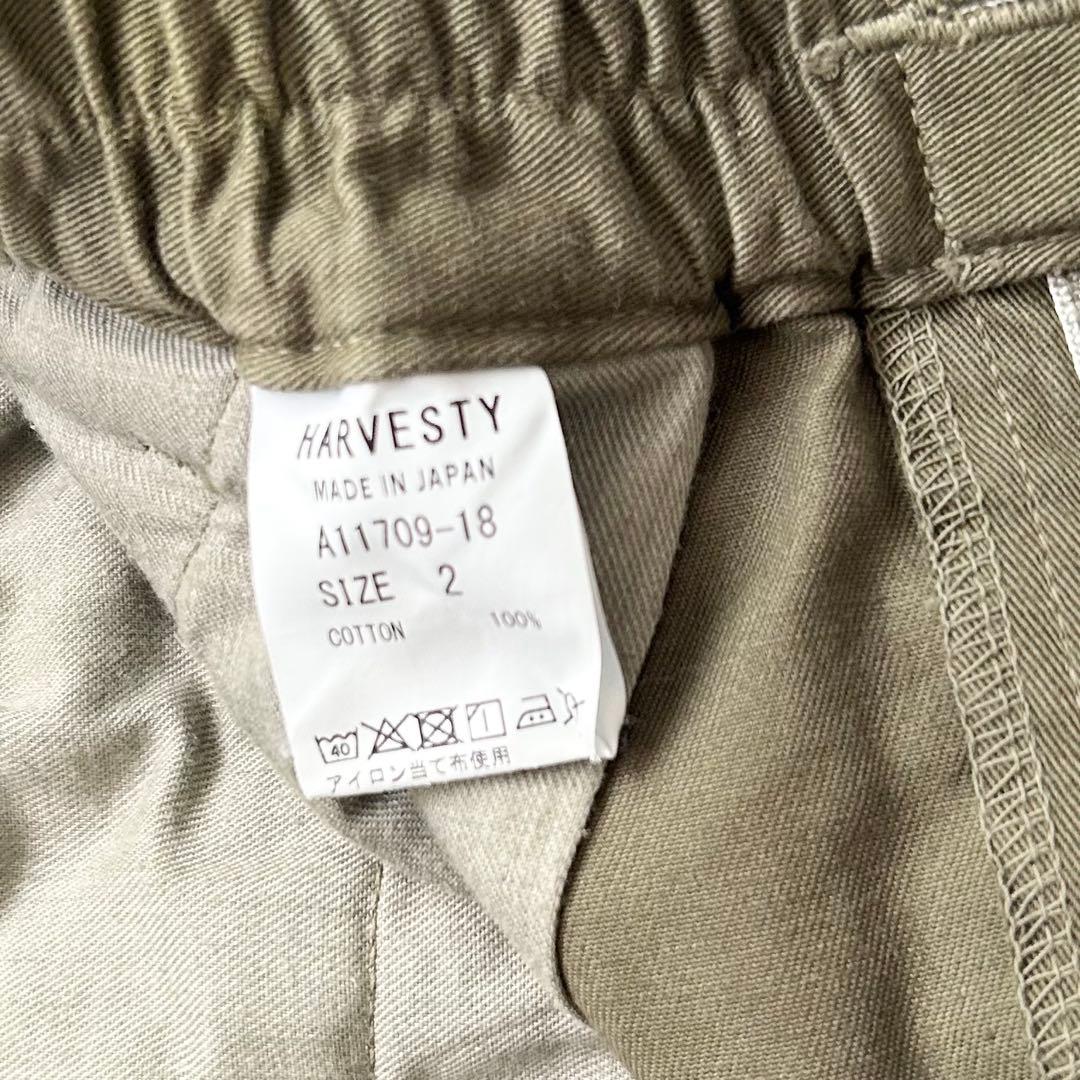 HARVESTY
MADE IN JAPAN
A11709-18
SIZE 2
COTTON 100%
40
アイロン当て布使用